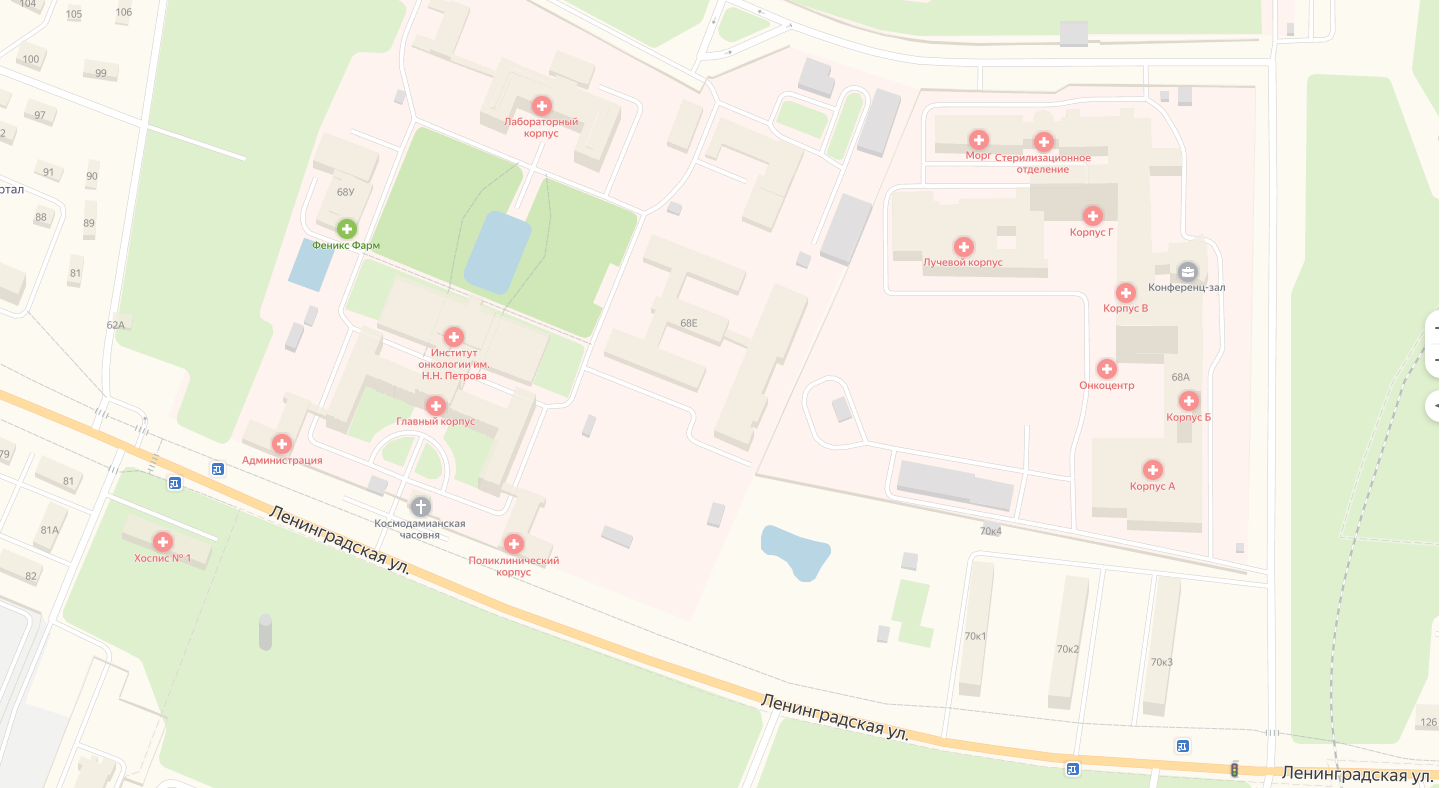 104
105
106
100
99
97
2
91
90
ртал
88
89
81
62А
Лабораторный
корпус
68У
Феникс Фарм
Институт
онкологии им.
Н.Н. Петрова
68Е
Главный корпус
Администрация
Космодамианская
часовня
Поликлинический
корпус
Морг
Стерилизационное
отделение
Корпус Г
Лучевой корпус
Конференц-зал
Корпус В
Онкоцентр
68А
Корпус Б
Корпус А
70к4
79
81
81А
82
Хоспис № 1
Ленинградская ул.
70к1
70к2
70к3
Ленинградская ул.
126
Ленинградская ул.